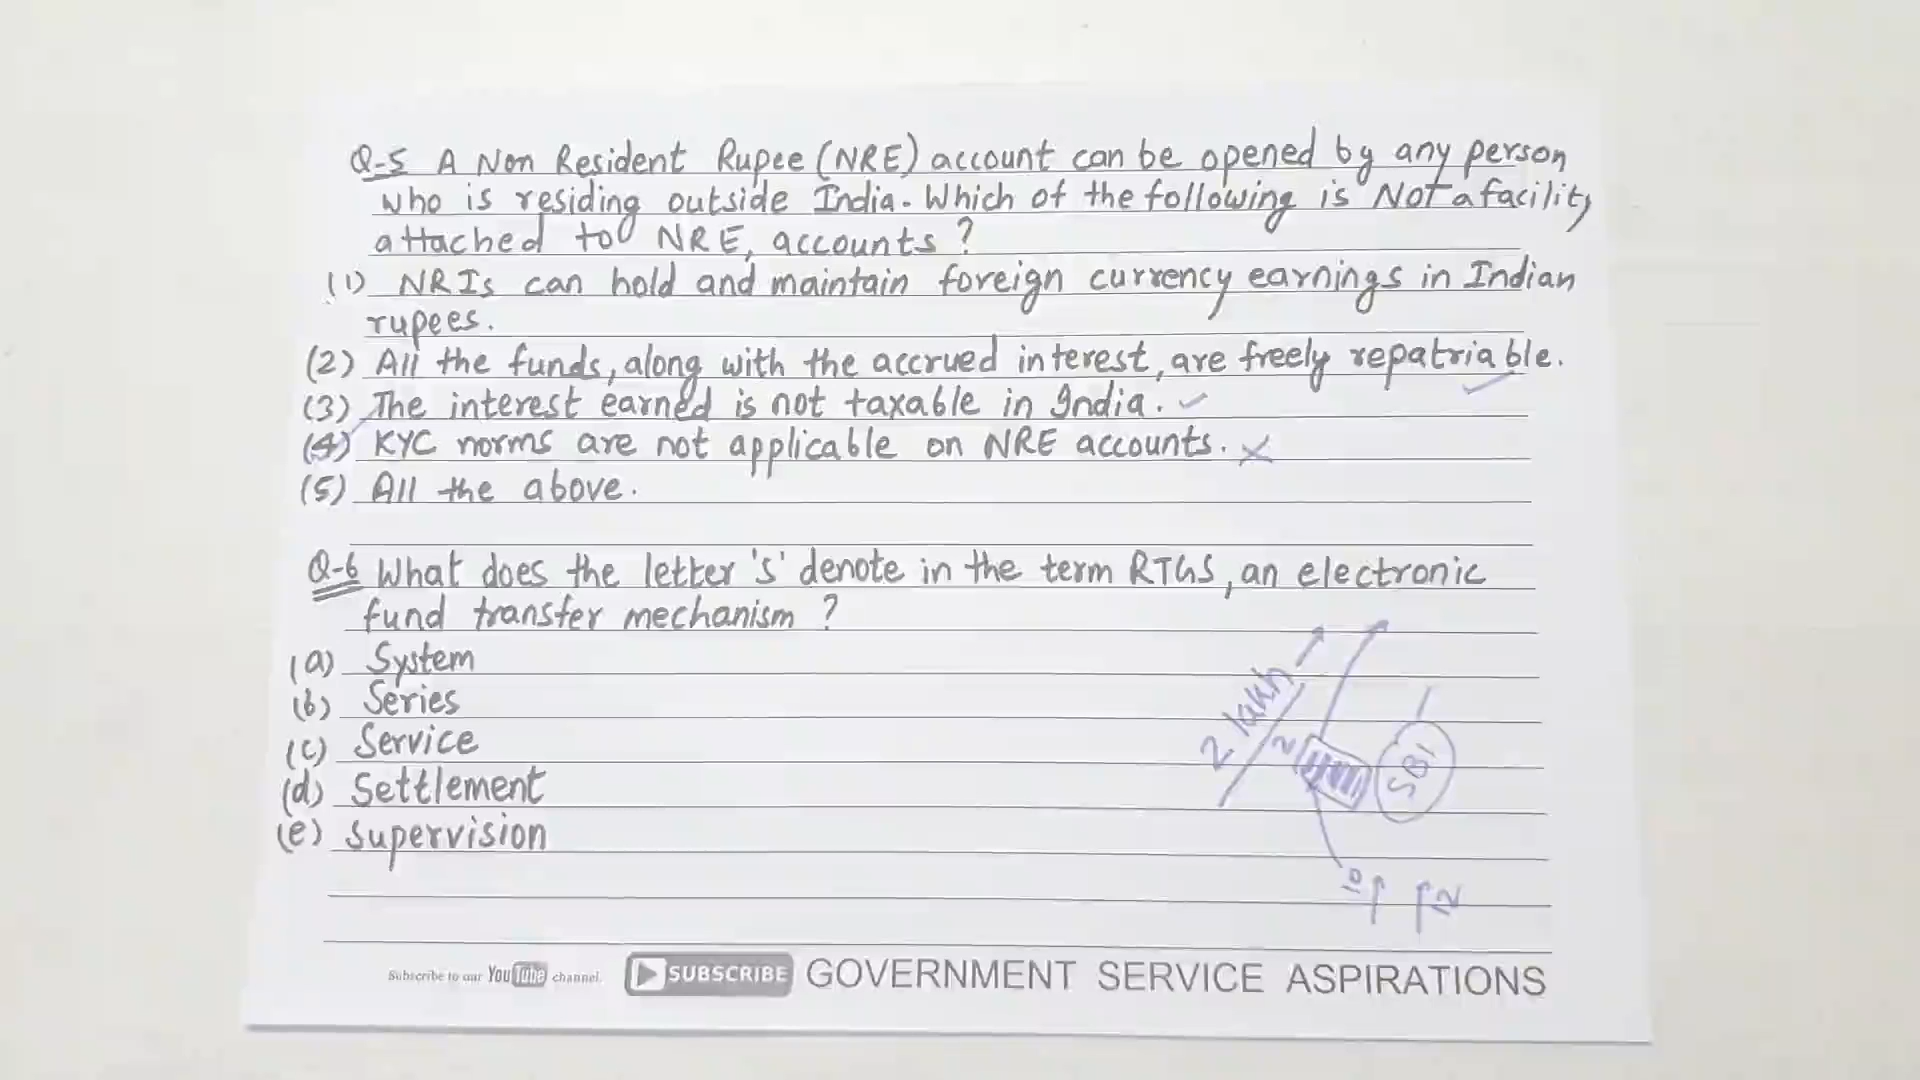 Q-5 A Non Resident Rupee (NRE) account can be opened by any person
who is residing outside India. Which of the following is Not a facility
attached to NRE, accounts ?
(1) NRIs can hold and maintain foreign currency earnings in Indian
rupees.
(2) All the funds, along with the accrued interest, are freely repatriable.
(3) The interest earned is not taxable in India.
(4) KYC norms are not applicable on NRE accounts.
(5) All the above.
Q-6 What does the letter 's' denote in the term RTGS, an electronic
fund transfer mechanism ?
(a) System
(b) Series
(c) Service
(d) Settlement
(e) Supervision
2 lakh
2
SBI
10
12
Subscribe to our YouTube channel. SUBSCRIBE GOVERNMENT SERVICE ASPIRATIONS